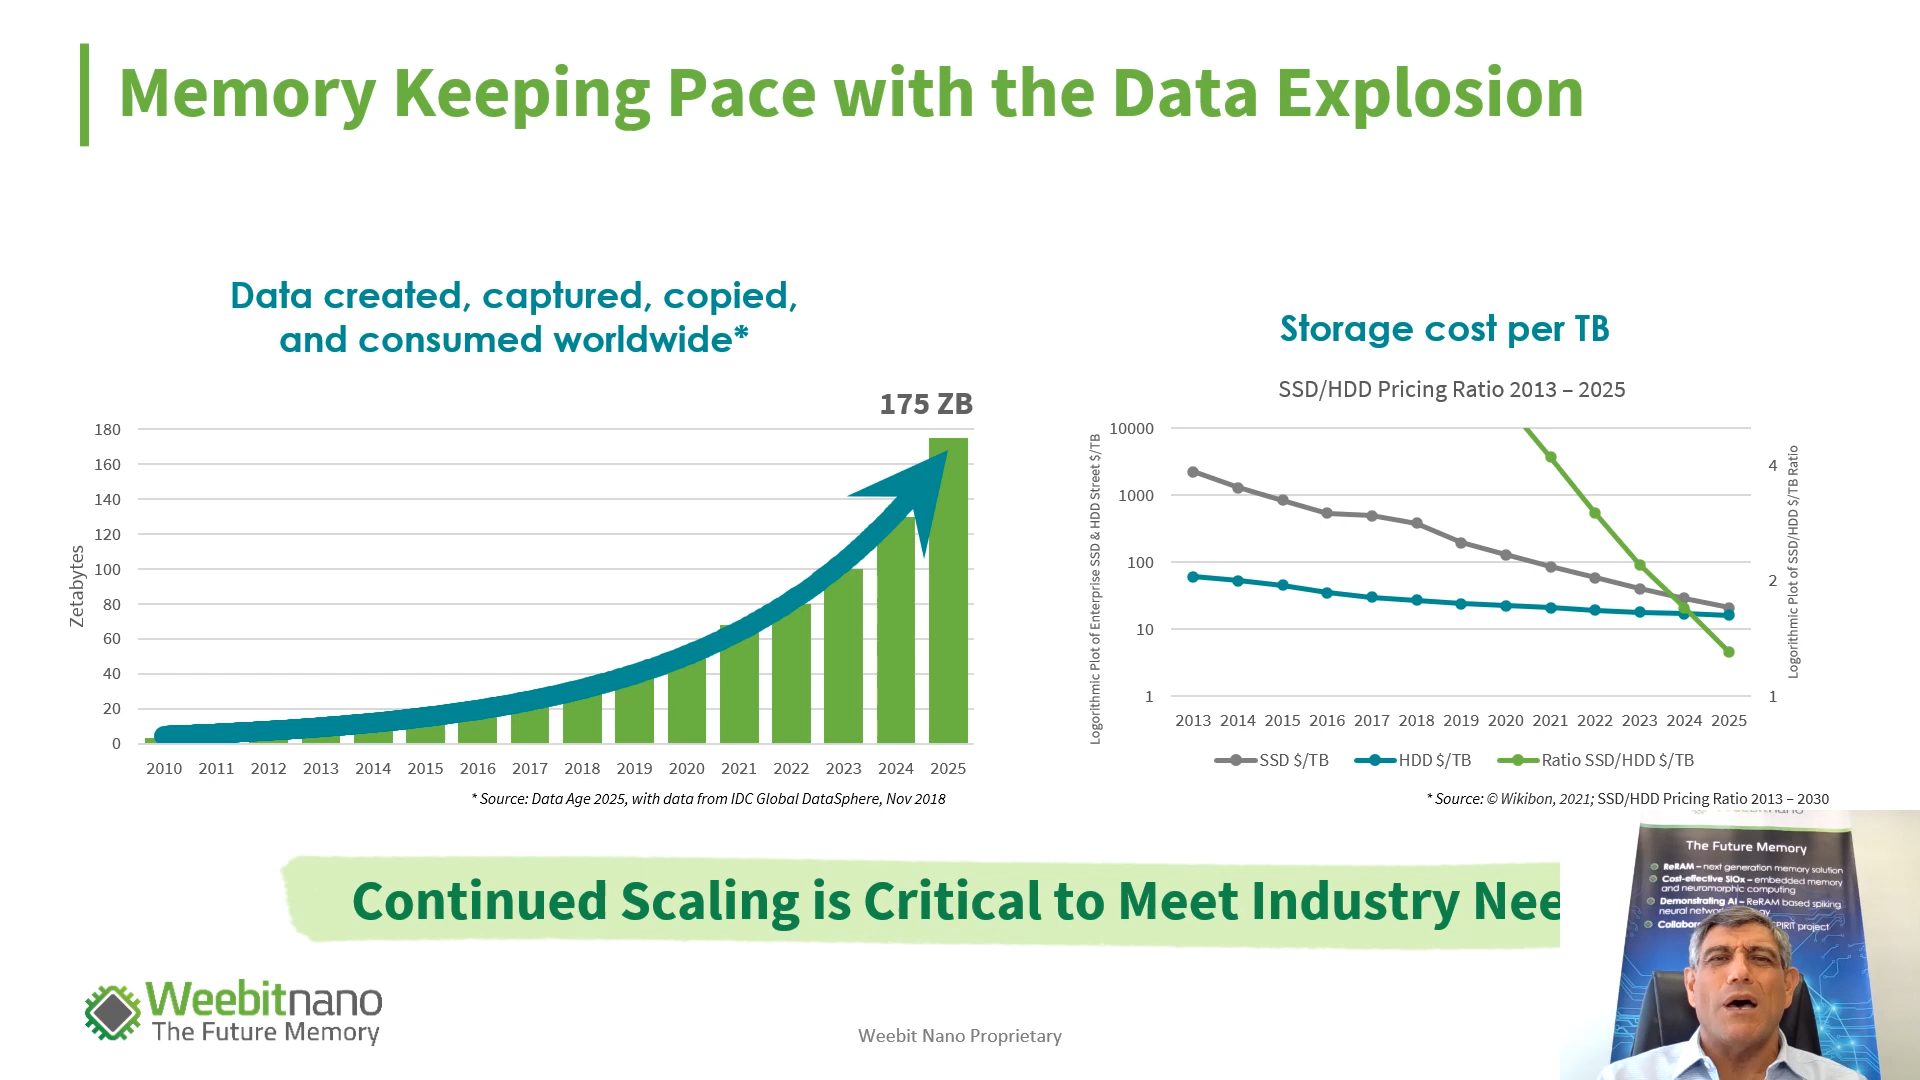 Memory Keeping Pace with the Data Explosion
Data created, captured, copied,
and consumed worldwide*
175 ZB
Zetabytes
180
160
140
120
100
80
60
40
20
0
2010 2011 2012 2013 2014 2015 2016 2017 2018 2019 2020 2021 2022 2023 2024 2025
* Source: Data Age 2025, with data from IDC Global DataSphere, Nov 2018
Storage cost per TB
SSD/HDD Pricing Ratio 2013 – 2025
Logorithmic Plot of Enterprise SSD & HDD Street $/TB
10000
1000
100
10
1
4
2
1
Logorithmic Plot of SSD/HDD $/TB Ratio
2013 2014 2015 2016 2017 2018 2019 2020 2021 2022 2023 2024 2025
SSD $/TB HDD $/TB Ratio SSD/HDD $/TB
* Source: © Wikibon, 2021; SSD/HDD Pricing Ratio 2013 – 2030
Continued Scaling is Critical to Meet Industry Nee
The Future Memory
ReRAM – next generation memory solution
Cost-effective SiOx – embedded memory
and neuromorphic computing
Demonstrating AI – ReRAM based spiking
neural
project
Weebitnano
The Future Memory
Weebit Nano Proprietary